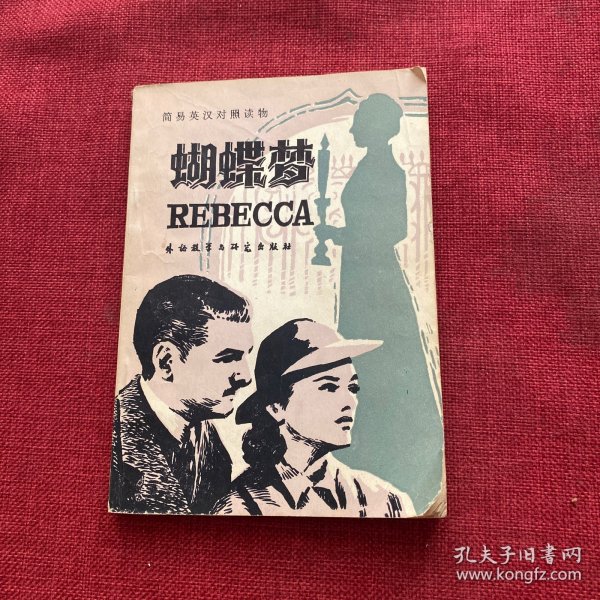 简易英汉对照读物
蝴蝶梦
REBECCA
外语教学与研究出版社
孔夫子旧书网
www.kongfz.com